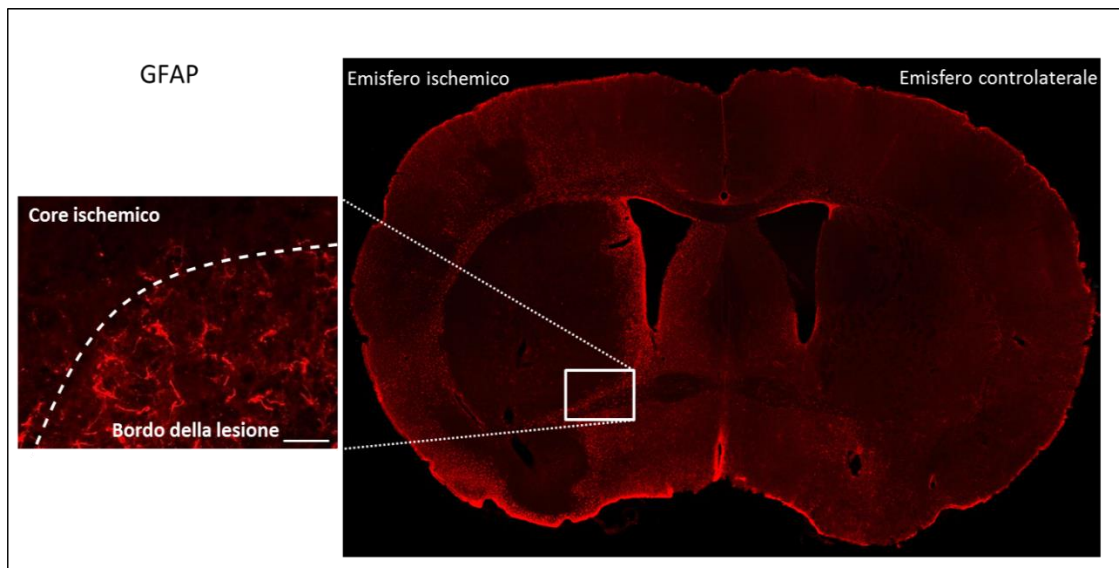 GFAP
Emisfero ischemico
Emisfero controlaterale
Core ischemico
Bordo della lesione